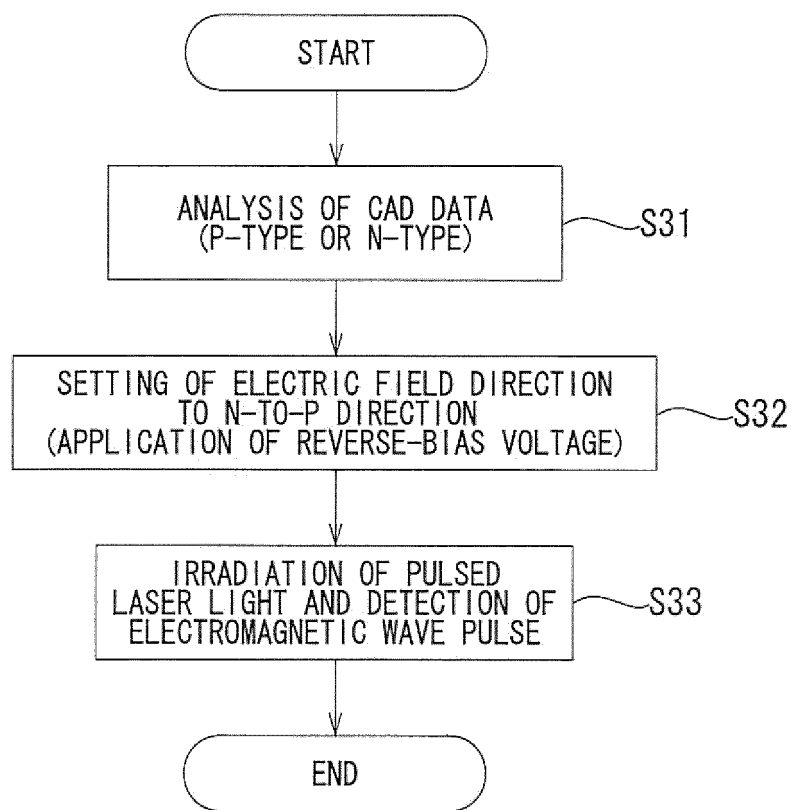 START
ANALYSIS OF CAD DATA
(P-TYPE OR N-TYPE)
S31
SETTING OF ELECTRIC FIELD DIRECTION
TO N-TO-P DIRECTION
(APPLICATION OF REVERSE-BIAS VOLTAGE)
S32
IRRADIATION OF PULSED
LASER LIGHT AND DETECTION OF
ELECTROMAGNETIC WAVE PULSE
S33
END